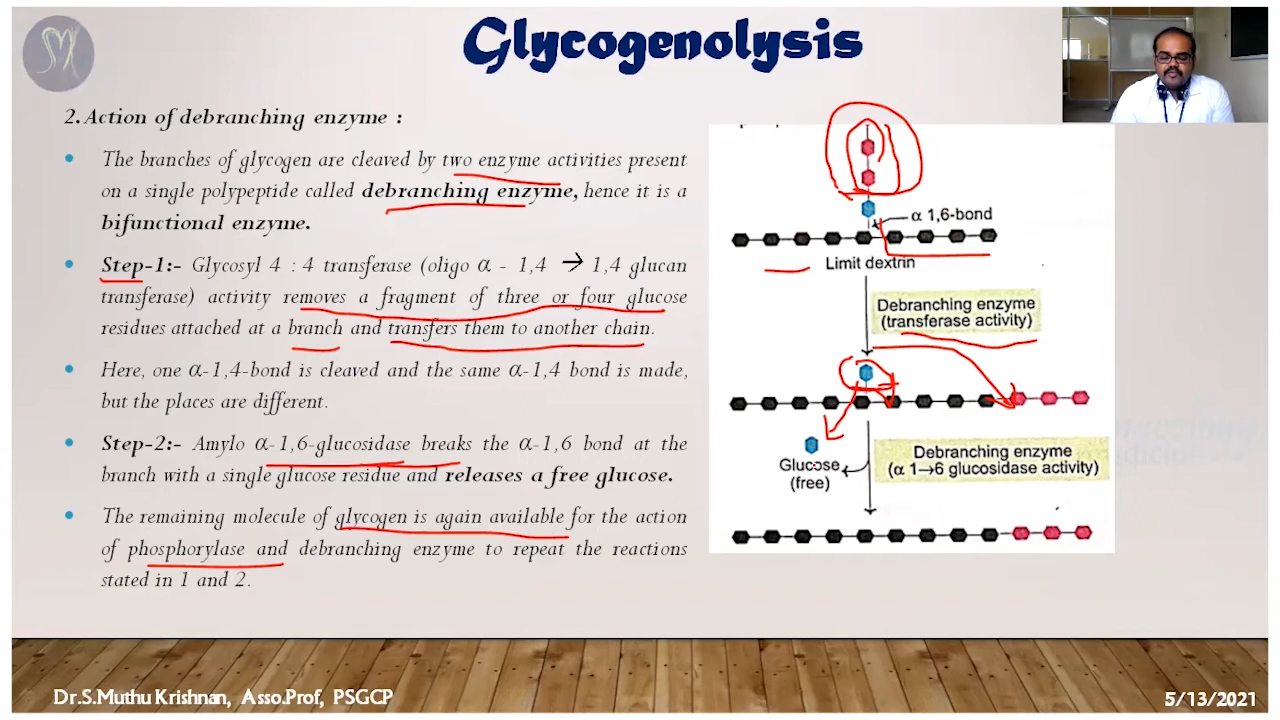 Glycogenolysis
2. Action of debranching enzyme :
The branches of glycogen are cleaved by two enzyme activities present
on a single polypeptide called debranching enzyme, hence it is a
bifunctional enzyme.
Step-1:- Glycosyl 4 : 4 transferase (oligo α - 1,4 → 1,4 glucan
transferase) activity removes a fragment of three or four glucose
residues attached at a branch and transfers them to another chain.
Here, one α-1,4-bond is cleaved and the same α-1,4 bond is made,
but the places are different.
Step-2:- Amylo α-1,6-glucosidase breaks the α-1,6 bond at the
branch with a single glucose residue and releases a free glucose.
The remaining molecule of glycogen is again available for the action
of phosphorylase and debranching enzyme to repeat the reactions
stated in 1 and 2.
α 1,6-bond
Limit dextrin
Debranching enzyme
(transferase activity)
Glucose
(free)
Debranching enzyme
(α 1→6 glucosidase activity)
Dr.S.Muthu Krishnan, Asso.Prof, PSGCP
5/13/2021